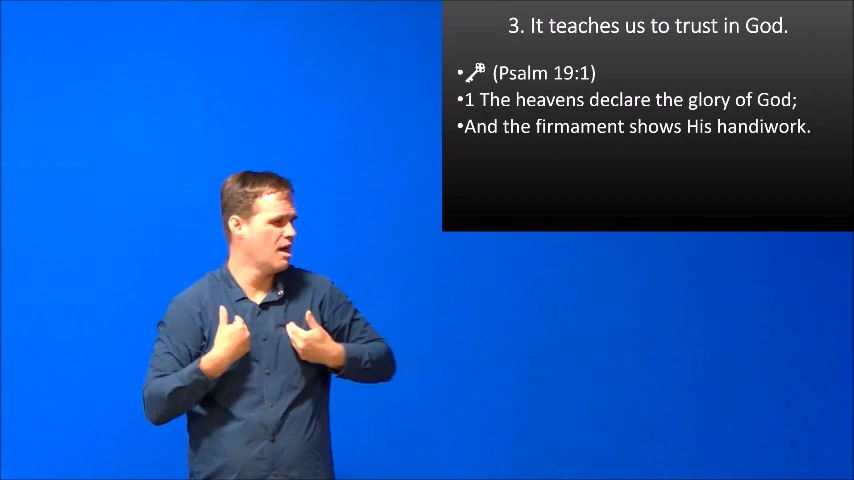 3. It teaches us to trust in God.
•🗝 (Psalm 19:1)
•1 The heavens declare the glory of God;
•And the firmament shows His handiwork.